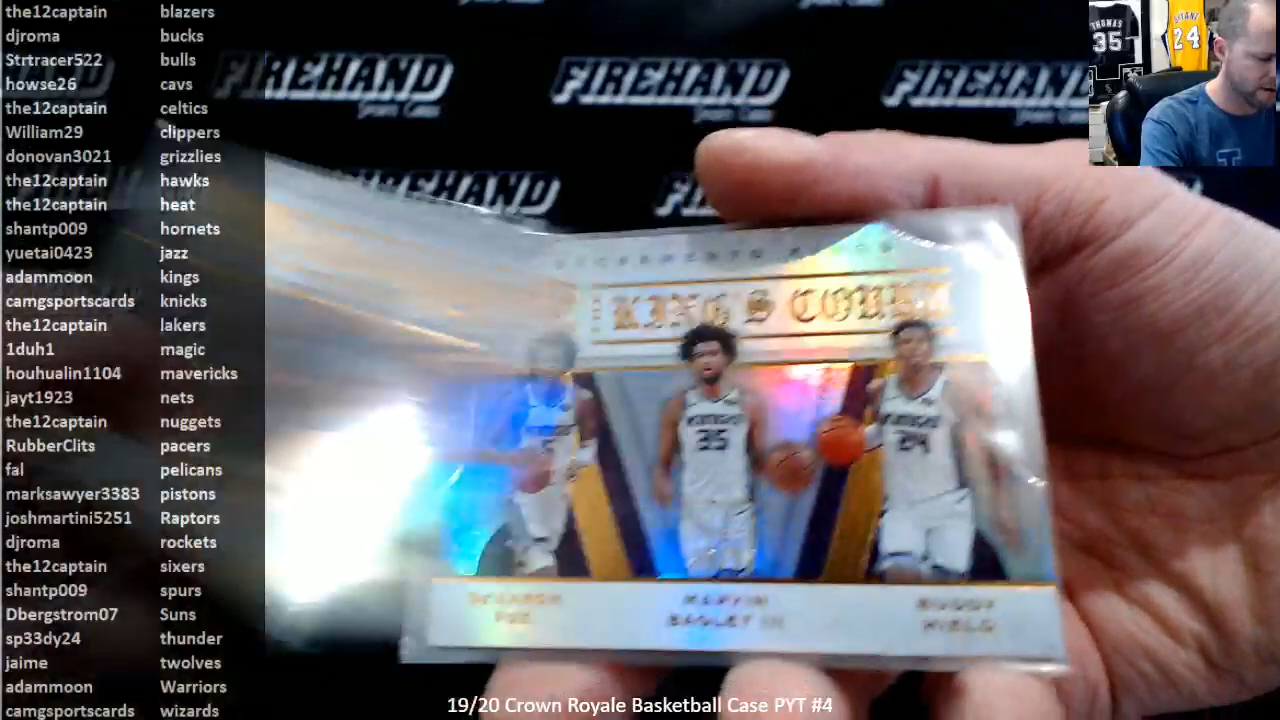 the12captain blazers
djroma bucks
Strtracer522 bulls
howse26 cavs
the12captain celtics
William29 clippers
donovan3021 grizzlies
the12captain hawks
the12captain heat
shantp009 hornets
yuetai0423 jazz
adammoon kings
camgsportscards knicks
the12captain lakers
1duh1 magic
houhualin1104 mavericks
jayt1923 nets
the12captain nuggets
RubberClits pacers
fal pelicans
marksawyer3383 pistons
joshmartini5251 Raptors
djroma rockets
the12captain sixers
shantp009 spurs
Dbergstrom07 Suns
sp33dy24 thunder
jaime twolves
adammoon Warriors
camgsportscards wizards
FIREHAND FIREHAND FIREHAND
THOMAS
35
24
KING'S COURT
35
24
MARVIN
BAGLEY III
BUDDY
HIELD
19/20 Crown Royale Basketball Case PYT #4